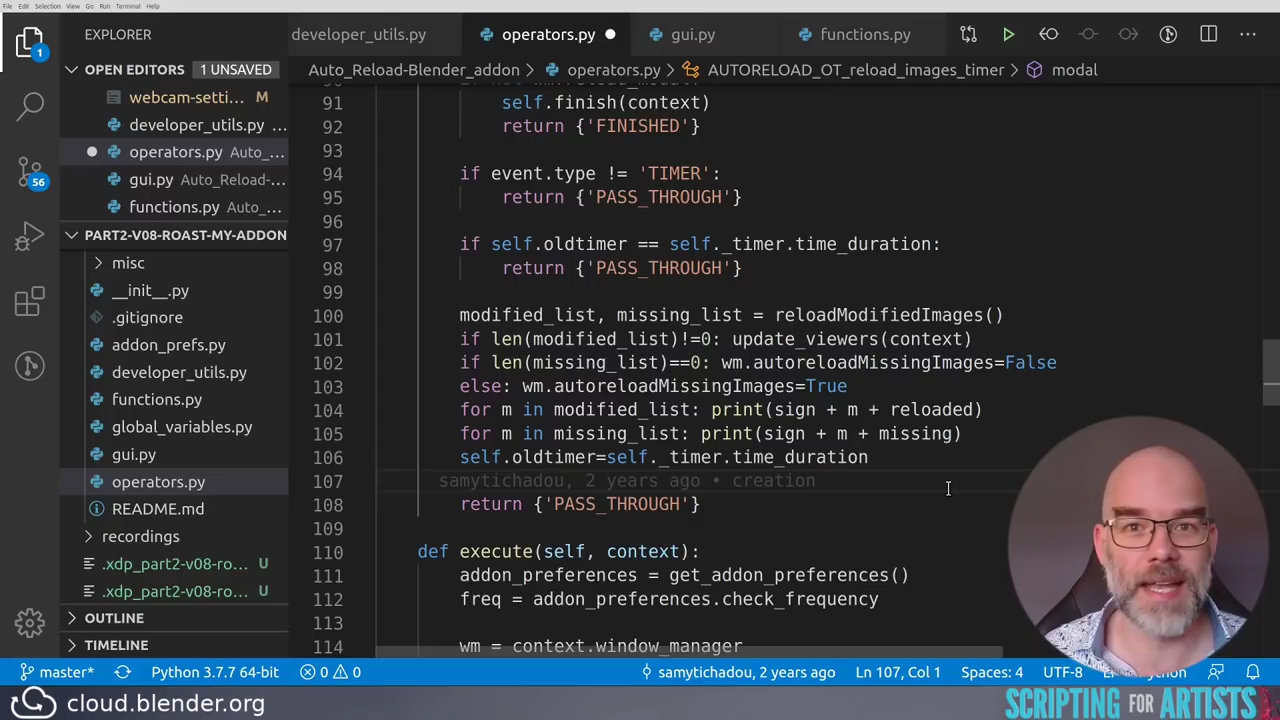 File Edit Selection View Go Run Terminal Help
EXPLORER
developer_utils.py
operators.py
gui.py
functions.py
1
OPEN EDITORS 1 UNSAVED
Auto_Reload-Blender_addon > operators.py > AUTORELOAD_OT_reload_images_timer > modal
webcam-setti... M
developer_utils.py ...
operators.py Auto_...
gui.py Auto_Reload-...
functions.py Auto_...
56
PART2-V08-ROAST-MY-ADDON
misc
__init__.py
.gitignore
addon_prefs.py
developer_utils.py
functions.py
global_variables.py
gui.py
operators.py
README.md
recordings
.xdp_part2-v08-ro... U
.xdp_part2-v08-ro... U
OUTLINE
TIMELINE
91 self.finish(context)
92 return {'FINISHED'}
93
94 if event.type != 'TIMER':
95 return {'PASS_THROUGH'}
96
97 if self.oldtimer == self._timer.time_duration:
98 return {'PASS_THROUGH'}
99
100 modified_list, missing_list = reloadModifiedImages()
101 if len(modified_list)!=0: update_viewers(context)
102 if len(missing_list)==0: wm.autoreloadMissingImages=False
103 else: wm.autoreloadMissingImages=True
104 for m in modified_list: print(sign + m + reloaded)
105 for m in missing_list: print(sign + m + missing)
106 self.oldtimer=self._timer.time_duration
107 samytichadou, 2 years ago • creation
108 return {'PASS_THROUGH'}
109
110 def execute(self, context):
111 addon_preferences = get_addon_preferences()
112 freq = addon_preferences.check_frequency
113
114 wm = context.window_manager
master* Python 3.7.7 64-bit 0 0 samytichadou, 2 years ago Ln 107, Col 1 Spaces: 4 UTF-8
cloud.blender.org
SCRIPTING FOR ARTISTS